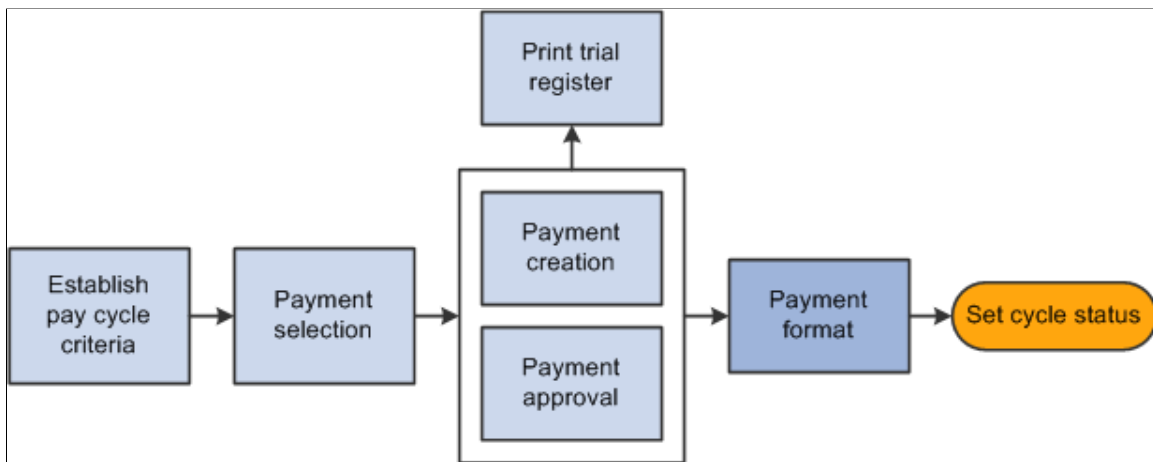 Print trial
register
Establish
pay cycle
criteria
Payment
selection
Payment
creation
Payment
approval
Payment
format
Set cycle status